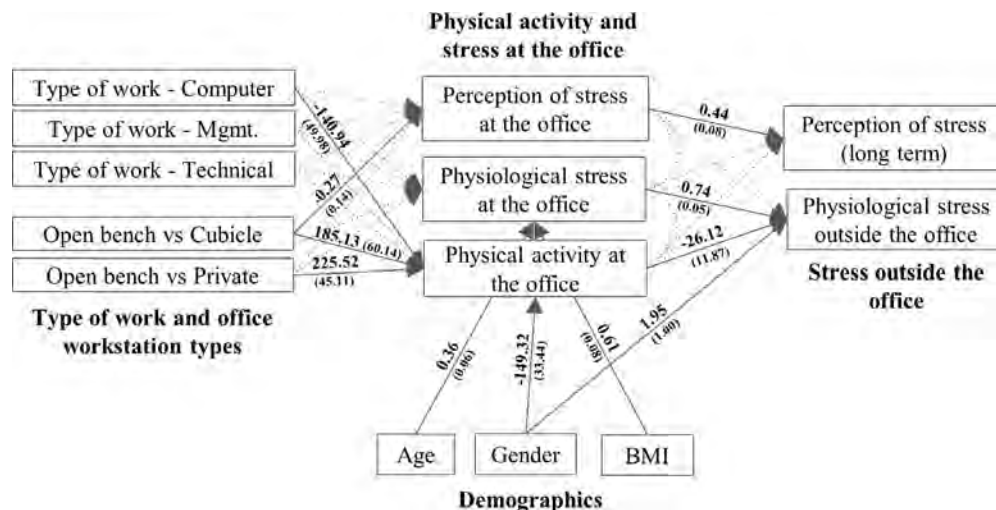 Physical activity and
stress at the office
Type of work - Computer
Type of work - Mgmt.
Type of work - Technical
Open bench vs Cubicle
Open bench vs Private
Type of work and office
workstation types
-140.94
(49.98)
-0.27
(0.14)
185.13 (60.14)
225.52
(45.31)
Perception of stress
at the office
Physiological stress
at the office
Physical activity at
the office
0.44
(0.08)
0.74
(0.05)
-26.12
(11.87)
1.95
(1.00)
Perception of stress
(long term)
Physiological stress
outside the office
Stress outside the
office
0.36
(0.06)
-149.32
(33.44)
0.61
(0.08)
Age
Gender
BMI
Demographics